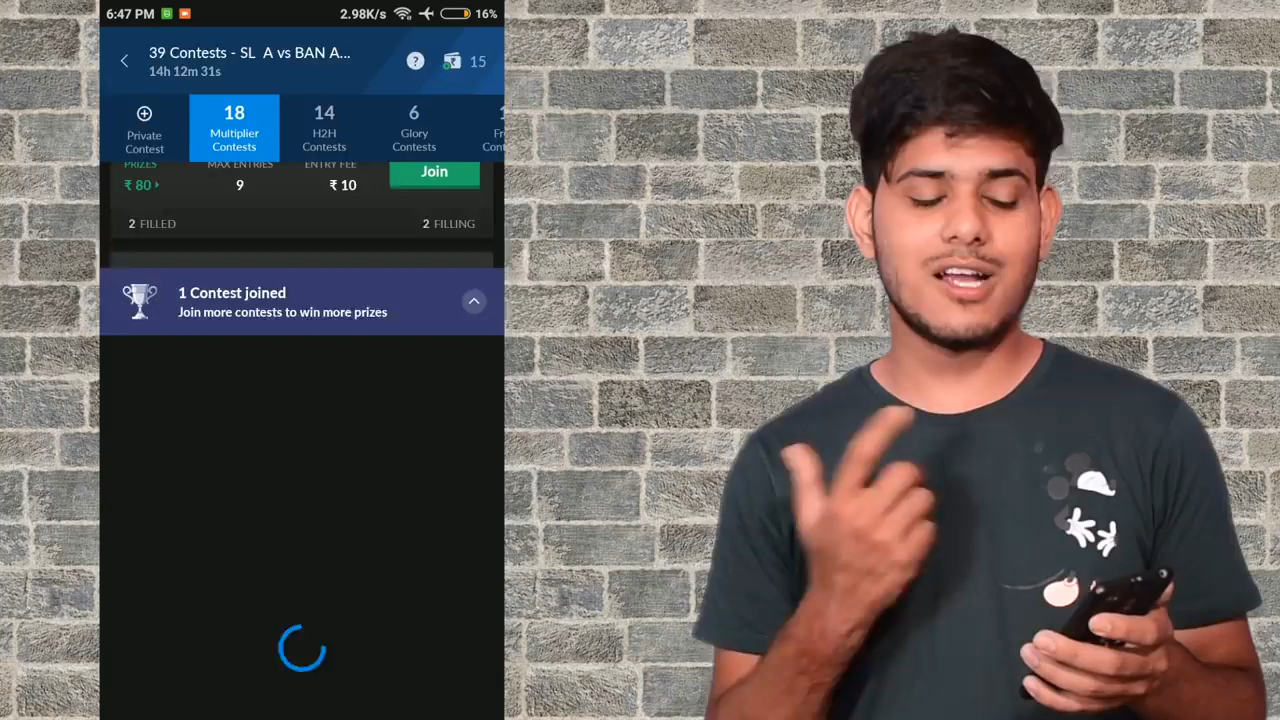 6:47 PM 2.98K/s 16%
39 Contests - SL A vs BAN A...
14h 12m 31s
? 15
Private
Contest
18
Multiplier
Contests
14
H2H
Contests
6
Glory
Contests
PRIZES MAX ENTRIES ENTRY FEE
₹ 80 9 ₹ 10 Join
2 FILLED 2 FILLING
1 Contest joined
Join more contests to win more prizes